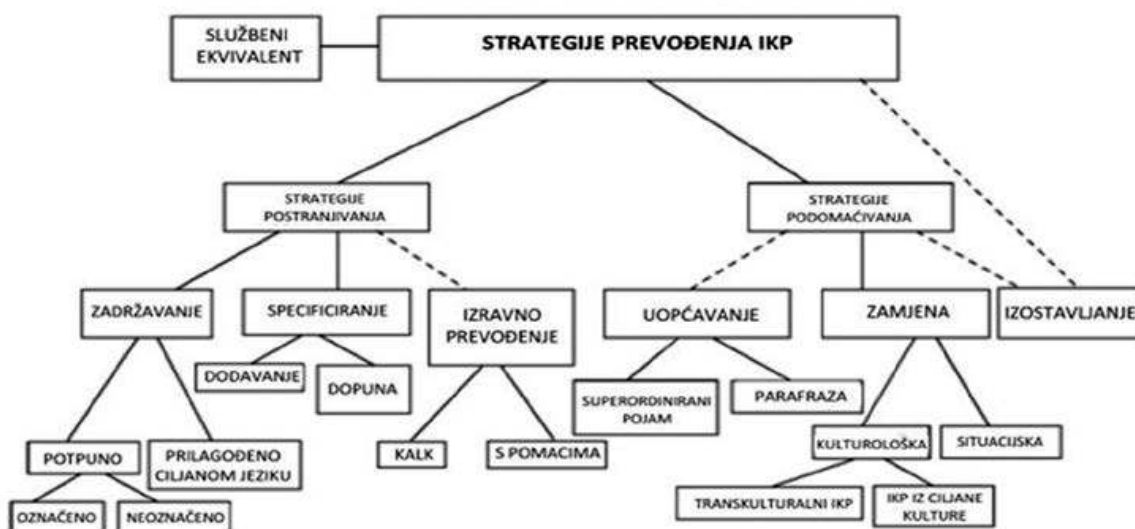 SLUŽBENI
EKVIVALENT
STRATEGIJE PREVOĐENJA IKP
STRATEGIJE
POSTRANJIVANJA
STRATEGIJE
PODOMAĆIVANJA
ZADRŽAVANJE
SPECIFICIRANJE
IZRAVNO
PREVOĐENJE
UOPĆAVANJE
ZAMJENA
IZOSTAVLJANJE
DODAVANJE
DOPUNA
SUPERORDINIRANI
POJAM
PARAFRAZA
POTPUNO
PRILAGOĐENO
CILJANOM JEZIKU
KALK
S POMACIMA
KULTUROLOŠKA
SITUACIJSKA
OZNAČENO
NEOZNAČENO
TRANSKULTURALNI IKP
IKP IZ CILJANE
KULTURE